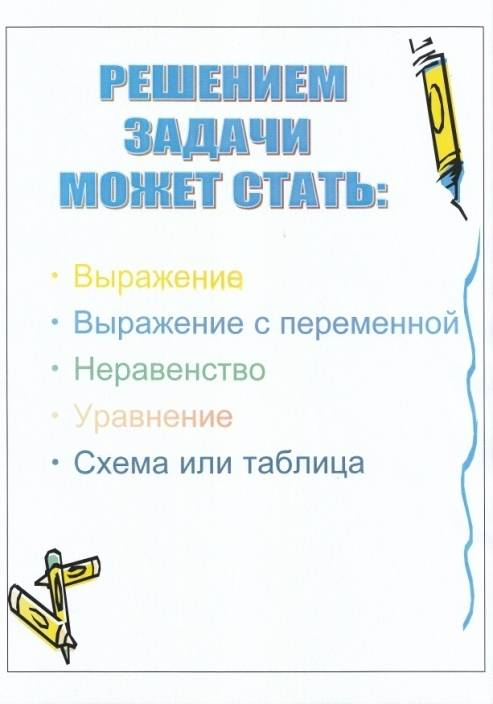 РЕШЕНИЕМ
ЗАДАЧИ
МОЖЕТ СТАТЬ:
• Выражение
• Выражение с переменной
• Неравенство
• Уравнение
• Схема или таблица